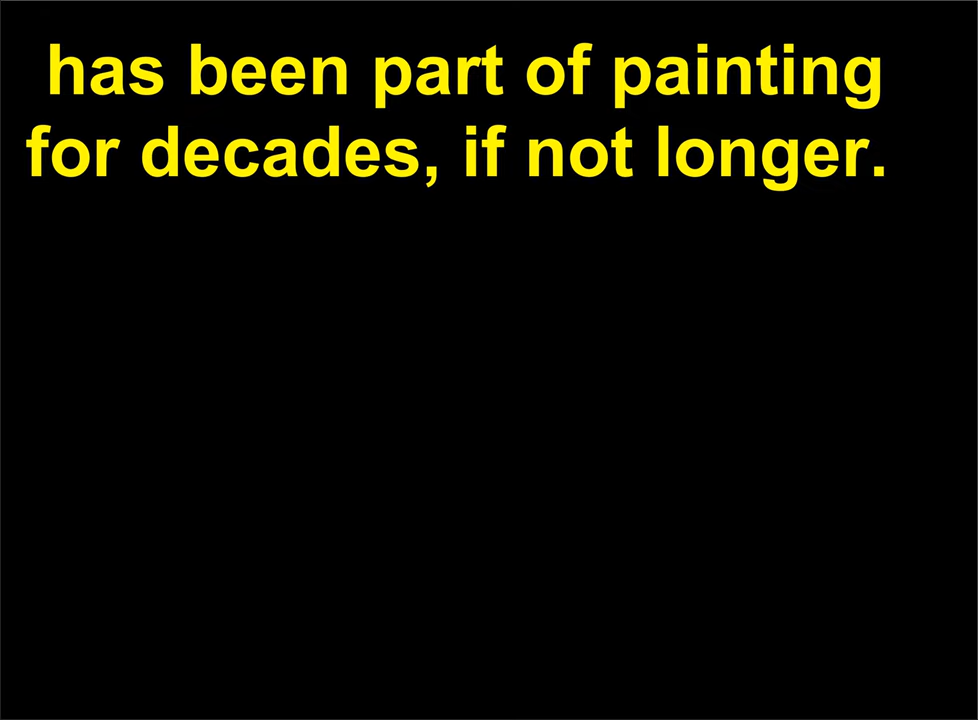 has been part of painting
for decades, if not longer.